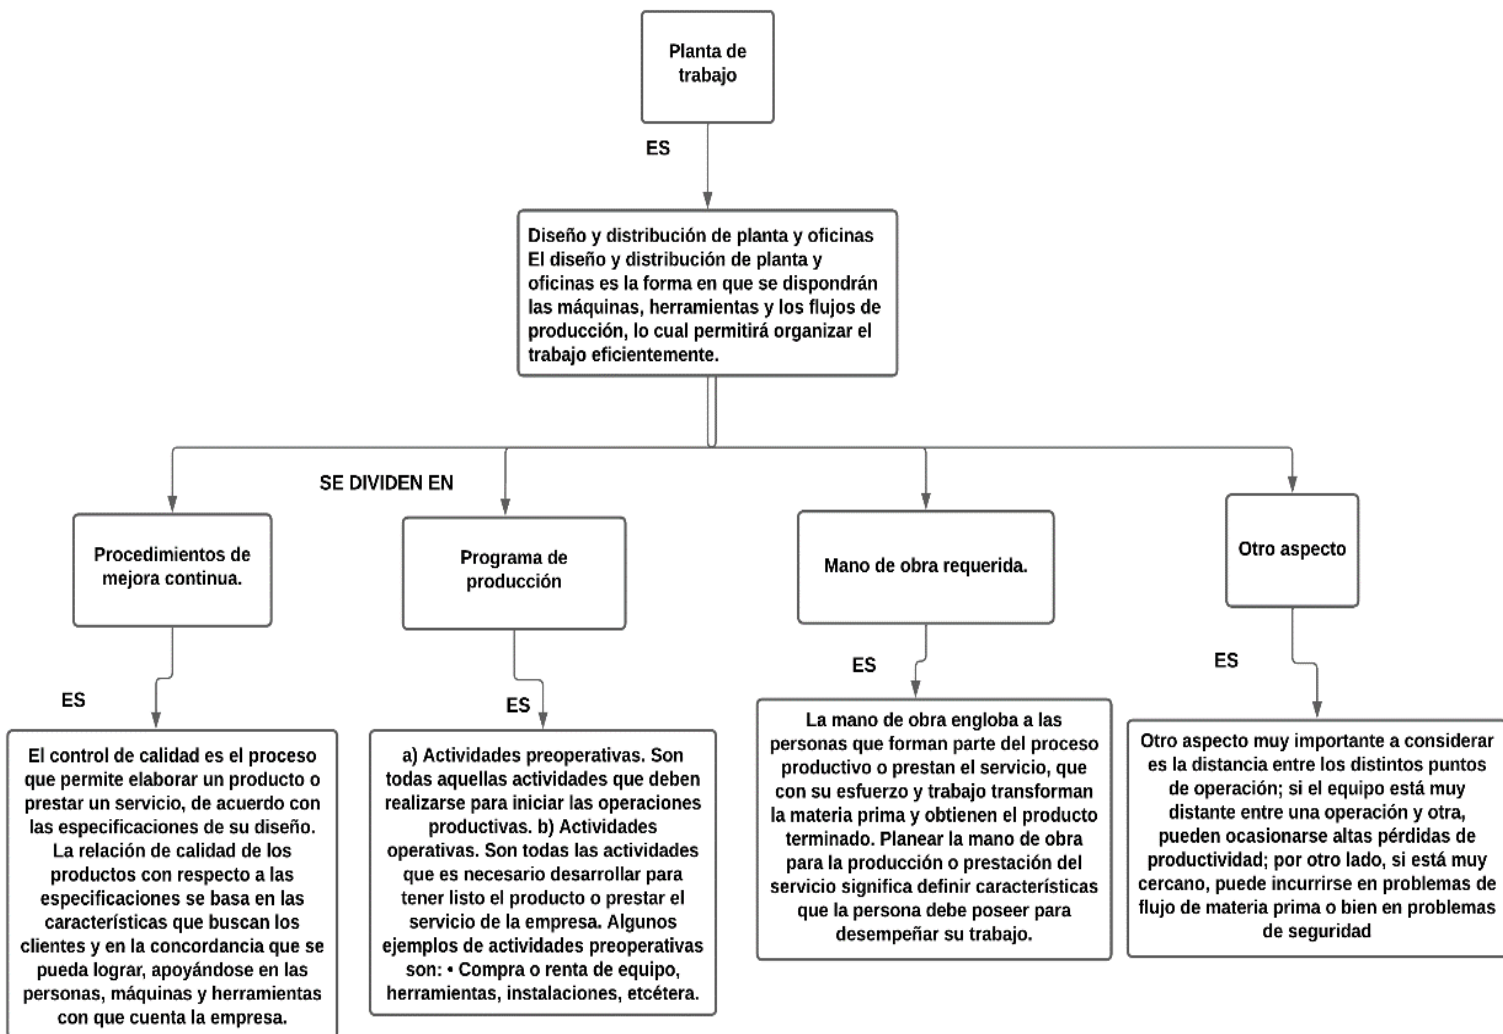 Planta de
trabajo
ES
Diseño y distribución de planta y oficinas
El diseño y distribución de planta y
oficinas es la forma en que se dispondrán
las máquinas, herramientas y los flujos de
producción, lo cual permitirá organizar el
trabajo eficientemente.
SE DIVIDEN EN
Procedimientos de
mejora continua.
ES
El control de calidad es el proceso
que permite elaborar un producto o
prestar un servicio, de acuerdo con
las especificaciones de su diseño.
La relación de calidad de los
productos con respecto a las
especificaciones se basa en las
características que buscan los
clientes y en la concordancia que se
pueda lograr, apoyándose en las
personas, máquinas y herramientas
con que cuenta la empresa.
Programa de
producción
ES
a) Actividades preoperativas. Son
todas aquellas actividades que deben
realizarse para iniciar las operaciones
productivas. b) Actividades
operativas. Son todas las actividades
que es necesario desarrollar para
tener listo el producto o prestar el
servicio de la empresa. Algunos
ejemplos de actividades preoperativas
son: • Compra o renta de equipo,
herramientas, instalaciones, etcétera.
Mano de obra requerida.
ES
La mano de obra engloba a las
personas que forman parte del proceso
productivo o prestan el servicio, que
con su esfuerzo y trabajo transforman
la materia prima y obtienen el producto
terminado. Planear la mano de obra
para la producción o prestación del
servicio significa definir características
que la persona debe poseer para
desempeñar su trabajo.
Otro aspecto
ES
Otro aspecto muy importante a considerar
es la distancia entre los distintos puntos
de operación; si el equipo está muy
distante entre una operación y otra,
pueden ocasionarse altas pérdidas de
productividad; por otro lado, si está muy
cercano, puede incurrirse en problemas de
flujo de materia prima o bien en problemas
de seguridad